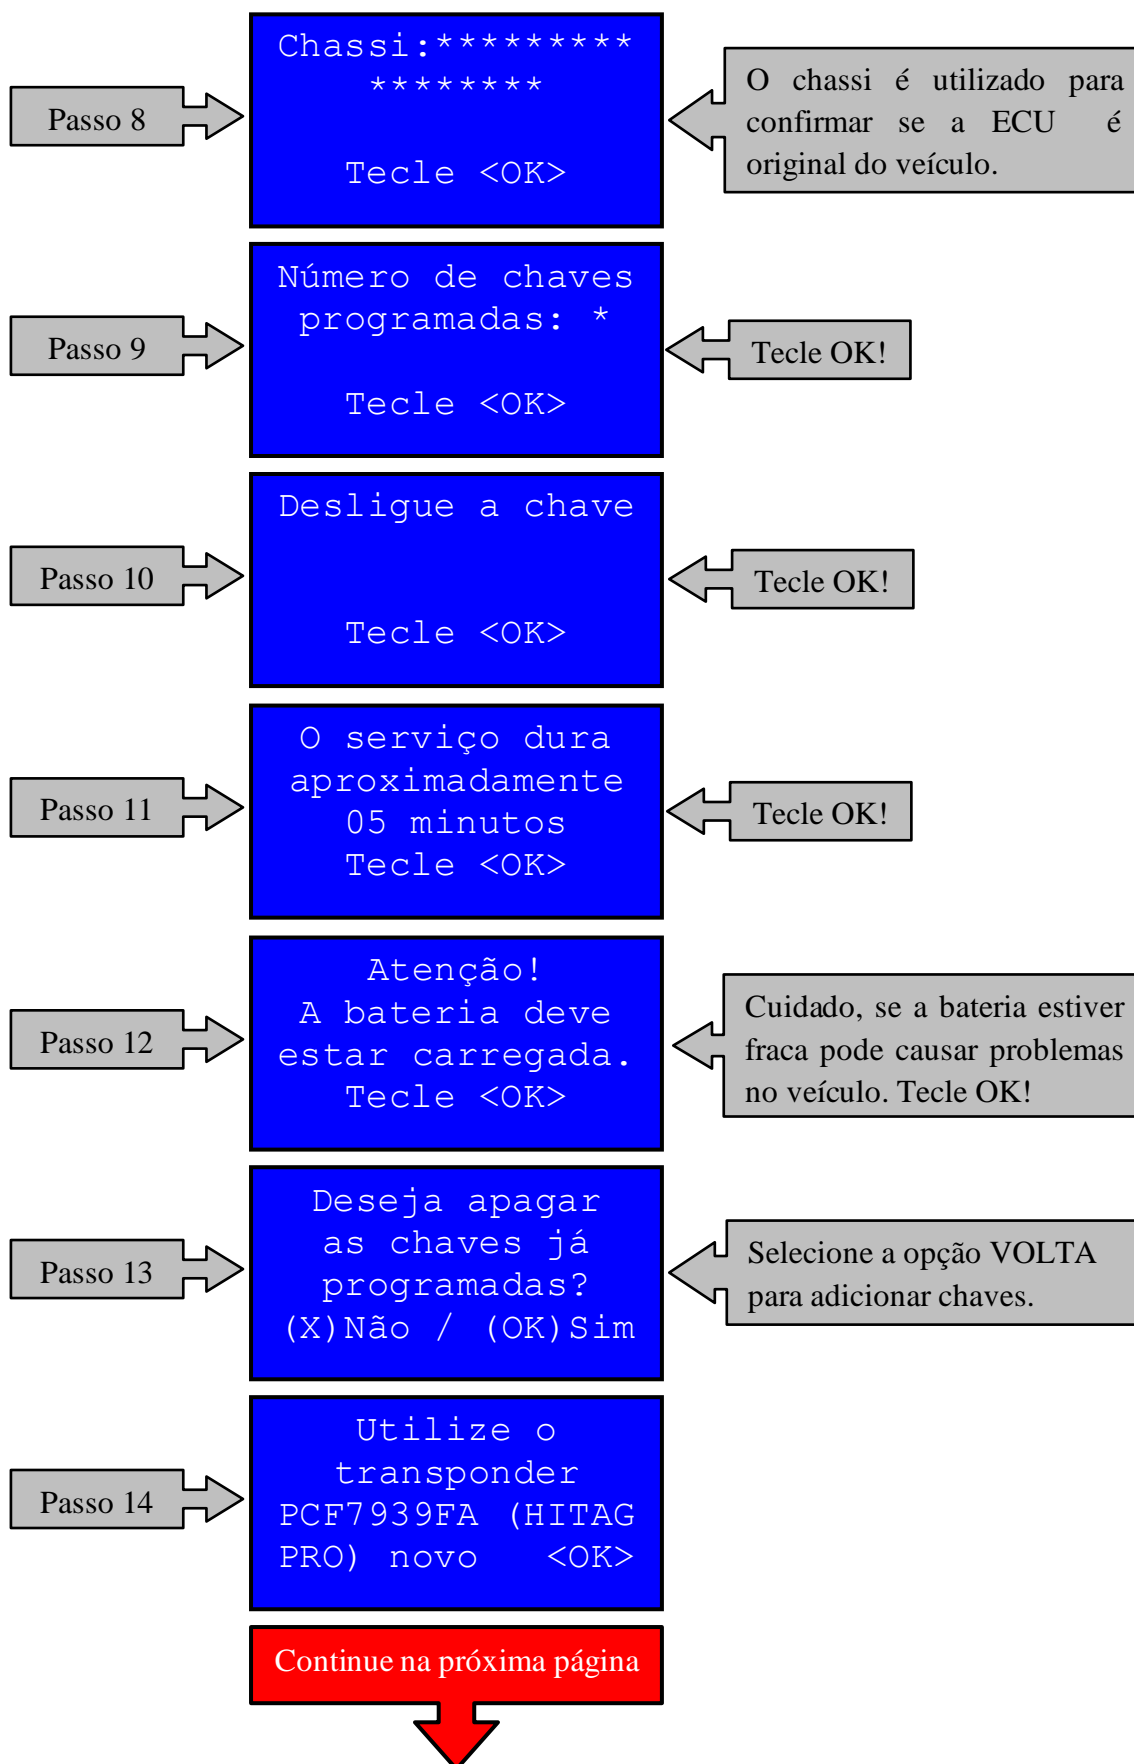 Chassi:*********
********
Tecle <OK>
Passo 8
O chassi é utilizado para
confirmar se a ECU é
original do veículo.
Número de chaves
programadas: *
Tecle <OK>
Passo 9
Tecle OK!
Desligue a chave
Tecle <OK>
Passo 10
Tecle OK!
O serviço dura
aproximadamente
05 minutos
Tecle <OK>
Passo 11
Tecle OK!
Atenção!
A bateria deve
estar carregada.
Tecle <OK>
Passo 12
Cuidado, se a bateria estiver
fraca pode causar problemas
no veículo. Tecle OK!
Deseja apagar
as chaves já
programadas?
(X)Não / (OK)Sim
Passo 13
Selecione a opção VOLTA
para adicionar chaves.
Utilize o
transponder
PCF7939FA (HITAG
PRO) novo <OK>
Passo 14
Continue na próxima página